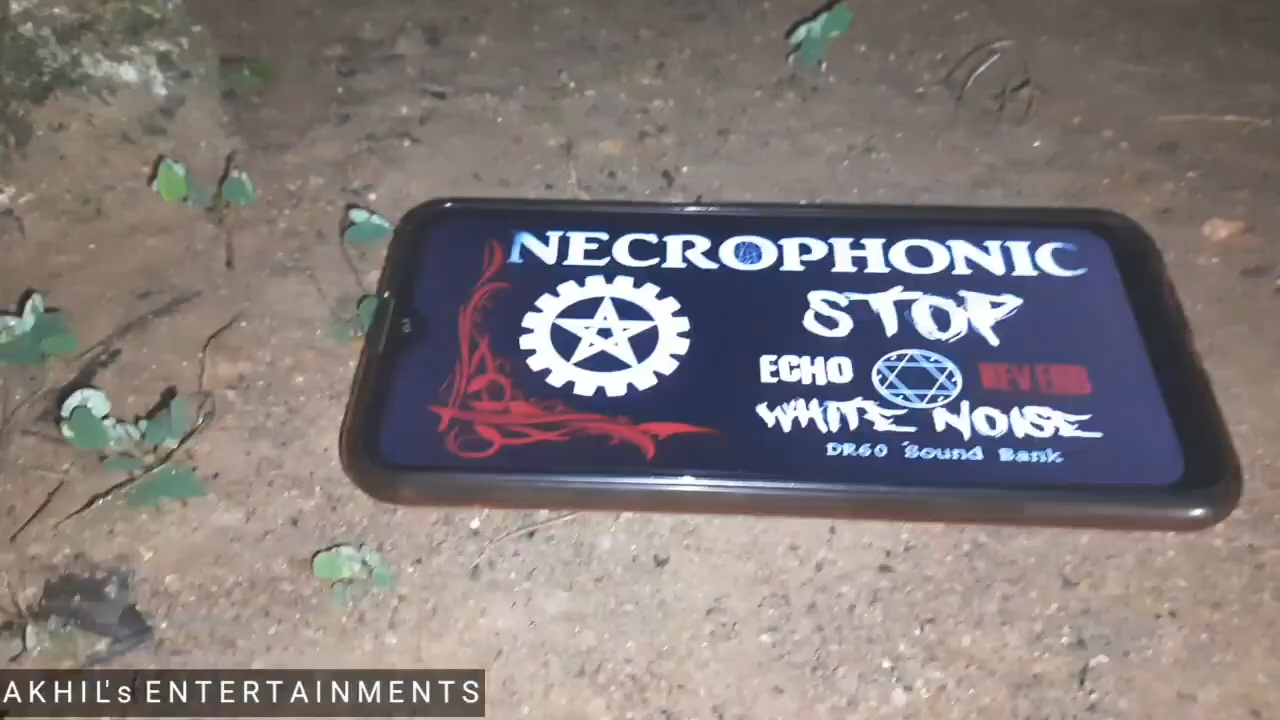 NECROPHONIC
STOP
ECHO REVERB
WHITE NOISE
DR60 Sound Bank
AKHIL's ENTERTAINMENTS